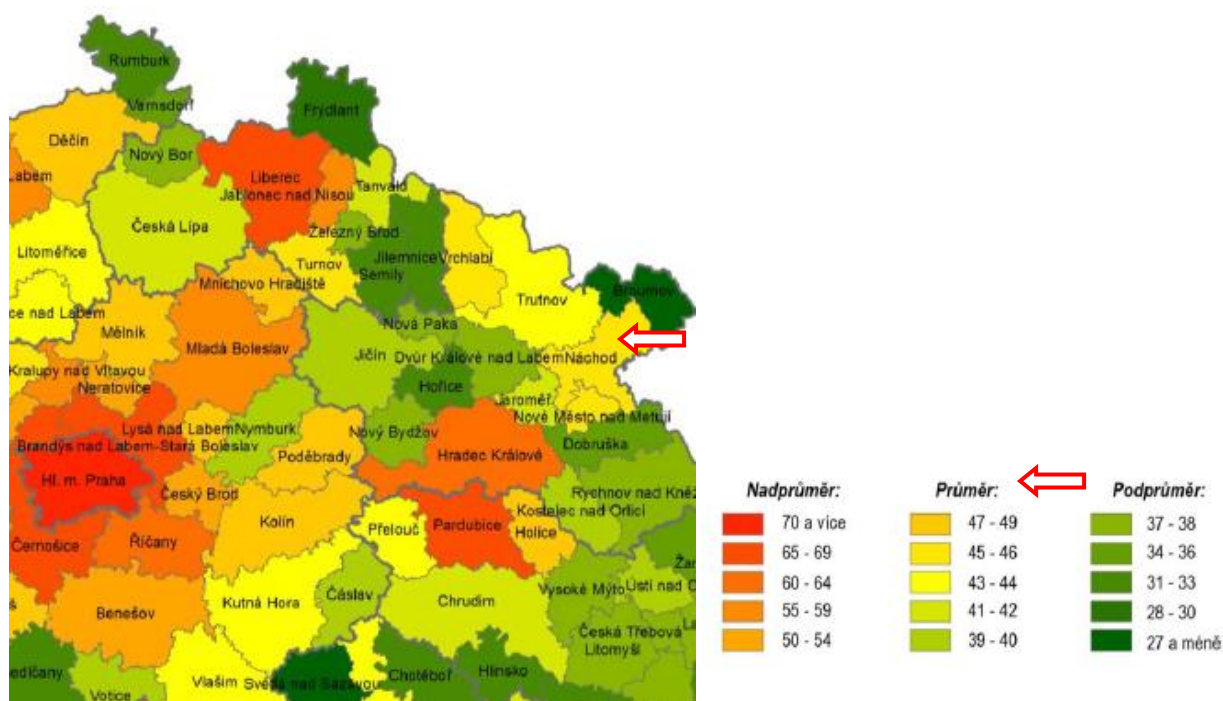 Rumburk
Varnsdorf
Frýdlant
Děčín
Nový Bor
Labem
Liberec
Jablonec nad Nisou
Tanvald
Česká Lípa
Železný Brod
Litoměřice
Turnov
Jilemnice
Vrchlabí
Semily
Mnichovo Hradiště
Trutnov
Broumov
ce nad Labem
Mělník
Nová Paka
Mladá Boleslav
Jičín
Dvůr Králové nad Labem
Náchod
Kralupy nad Vltavou
Neratovice
Hořice
Jaroměř
Nové Město nad Metují
Lysá nad Labem
Nymburk
Nový Bydžov
Dobruška
Brandýs nad Labem-Stará Boleslav
Poděbrady
Hradec Králové
Hl. m. Praha
Český Brod
Rychnov nad Kněž
Kostelec nad Orlicí
Kolín
Přelouč
Pardubice
Holice
Černošice
Říčany
Žam
Benešov
Kutná Hora
Čáslav
Chrudim
Vysoké Mýto
Ústí nad O
Česká Třebová
Litomyšl
La
š
edlčany
Votice
Vlašim
Světlá nad Sázavou
Chotěboř
Hlinsko
Nadprůměr:
70 a více
65 - 69
60 - 64
55 - 59
50 - 54
Průměr:
47 - 49
45 - 46
43 - 44
41 - 42
39 - 40
Podprůměr:
37 - 38
34 - 36
31 - 33
28 - 30
27 a méně